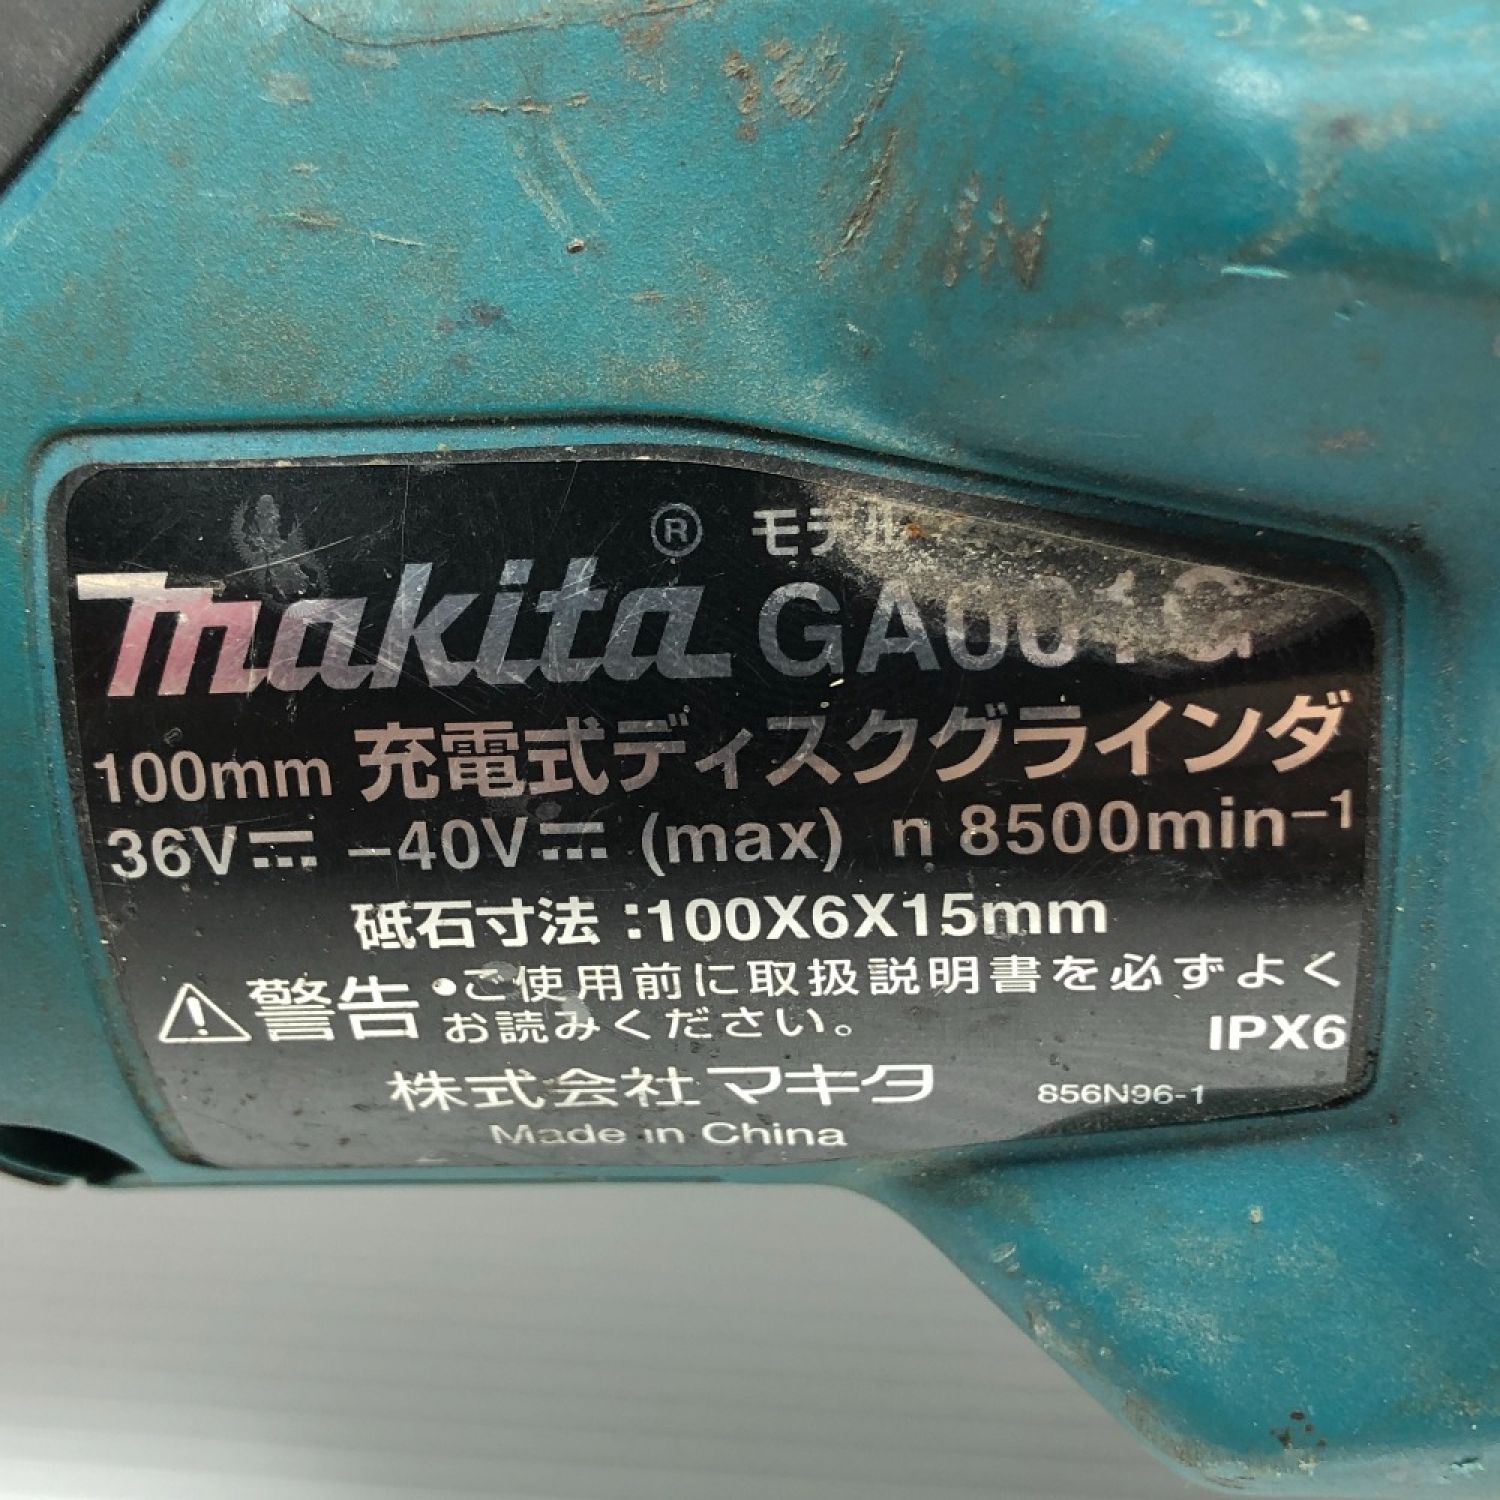 ® モデル
makita GA001G
100mm 充電式ディスクグラインダ
36V⎓ –40V⎓ (max) n 8500min⁻¹
砥石寸法:100X6X15mm
⚠警告 •ご使用前に取扱説明書を必ずよく
お読みください。
IPX6
株式会社マキタ 856N96-1
Made in China